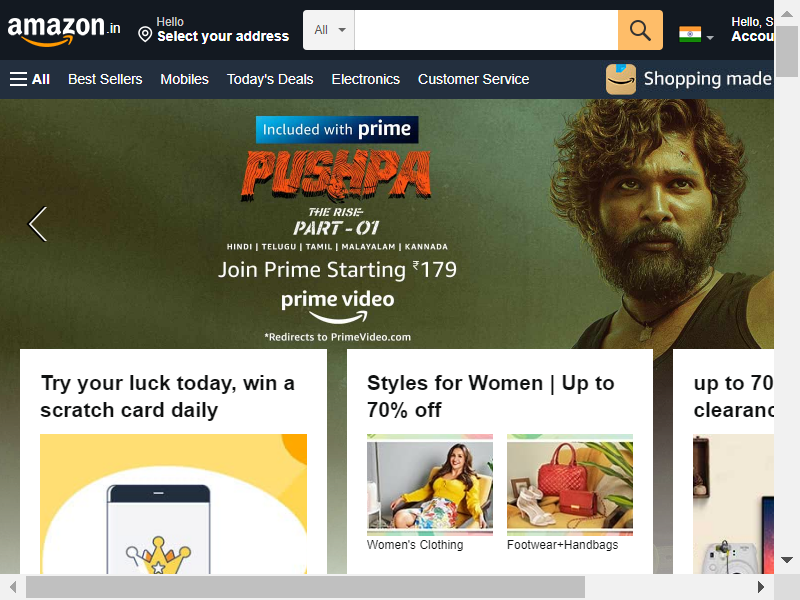 amazon.in
Hello
Select your address
All
Hello, S
Accou
All
Best Sellers
Mobiles
Today's Deals
Electronics
Customer Service
Shopping made
Included with prime
PUSHPA
THE RISE
PART - 01
HINDI | TELUGU | TAMIL | MALAYALAM | KANNADA
Join Prime Starting ₹179
prime video
*Redirects to PrimeVideo.com
Try your luck today, win a
scratch card daily
Styles for Women | Up to
70% off
Women's Clothing
Footwear+Handbags
up to 70
clearanc